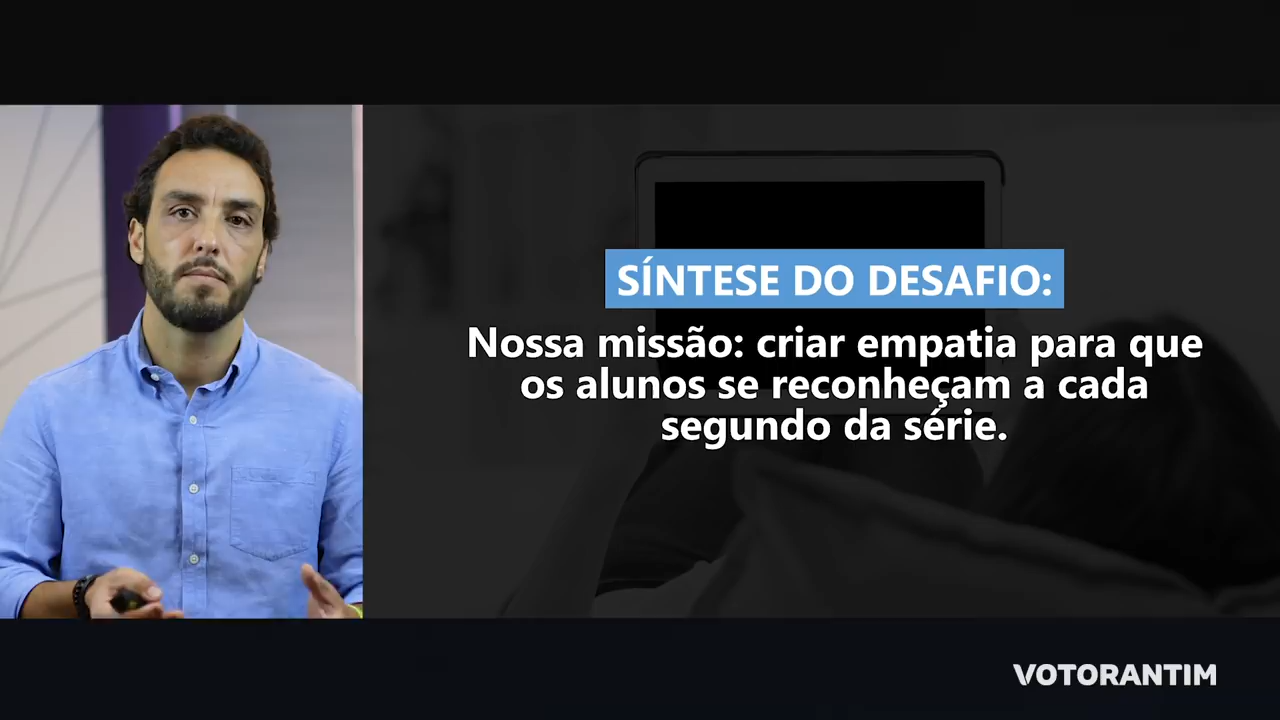 SÍNTESE DO DESAFIO:
Nossa missão: criar empatia para que
os alunos se reconheçam a cada
segundo da série.
VOTORANTIM